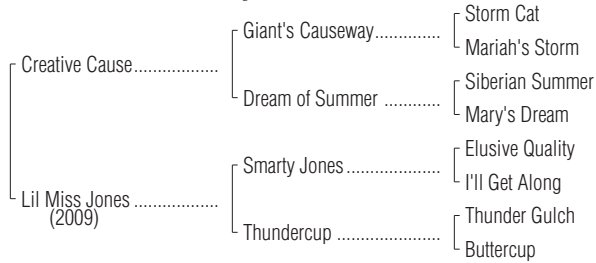 Storm Cat
Giant's Causeway..............
Mariah's Storm
Creative Cause..................
Siberian Summer
Dream of Summer ............
Mary's Dream
Elusive Quality
Smarty Jones ....................
I'll Get Along
Lil Miss Jones ..................
(2009)
Thunder Gulch
Thundercup ......................
Buttercup